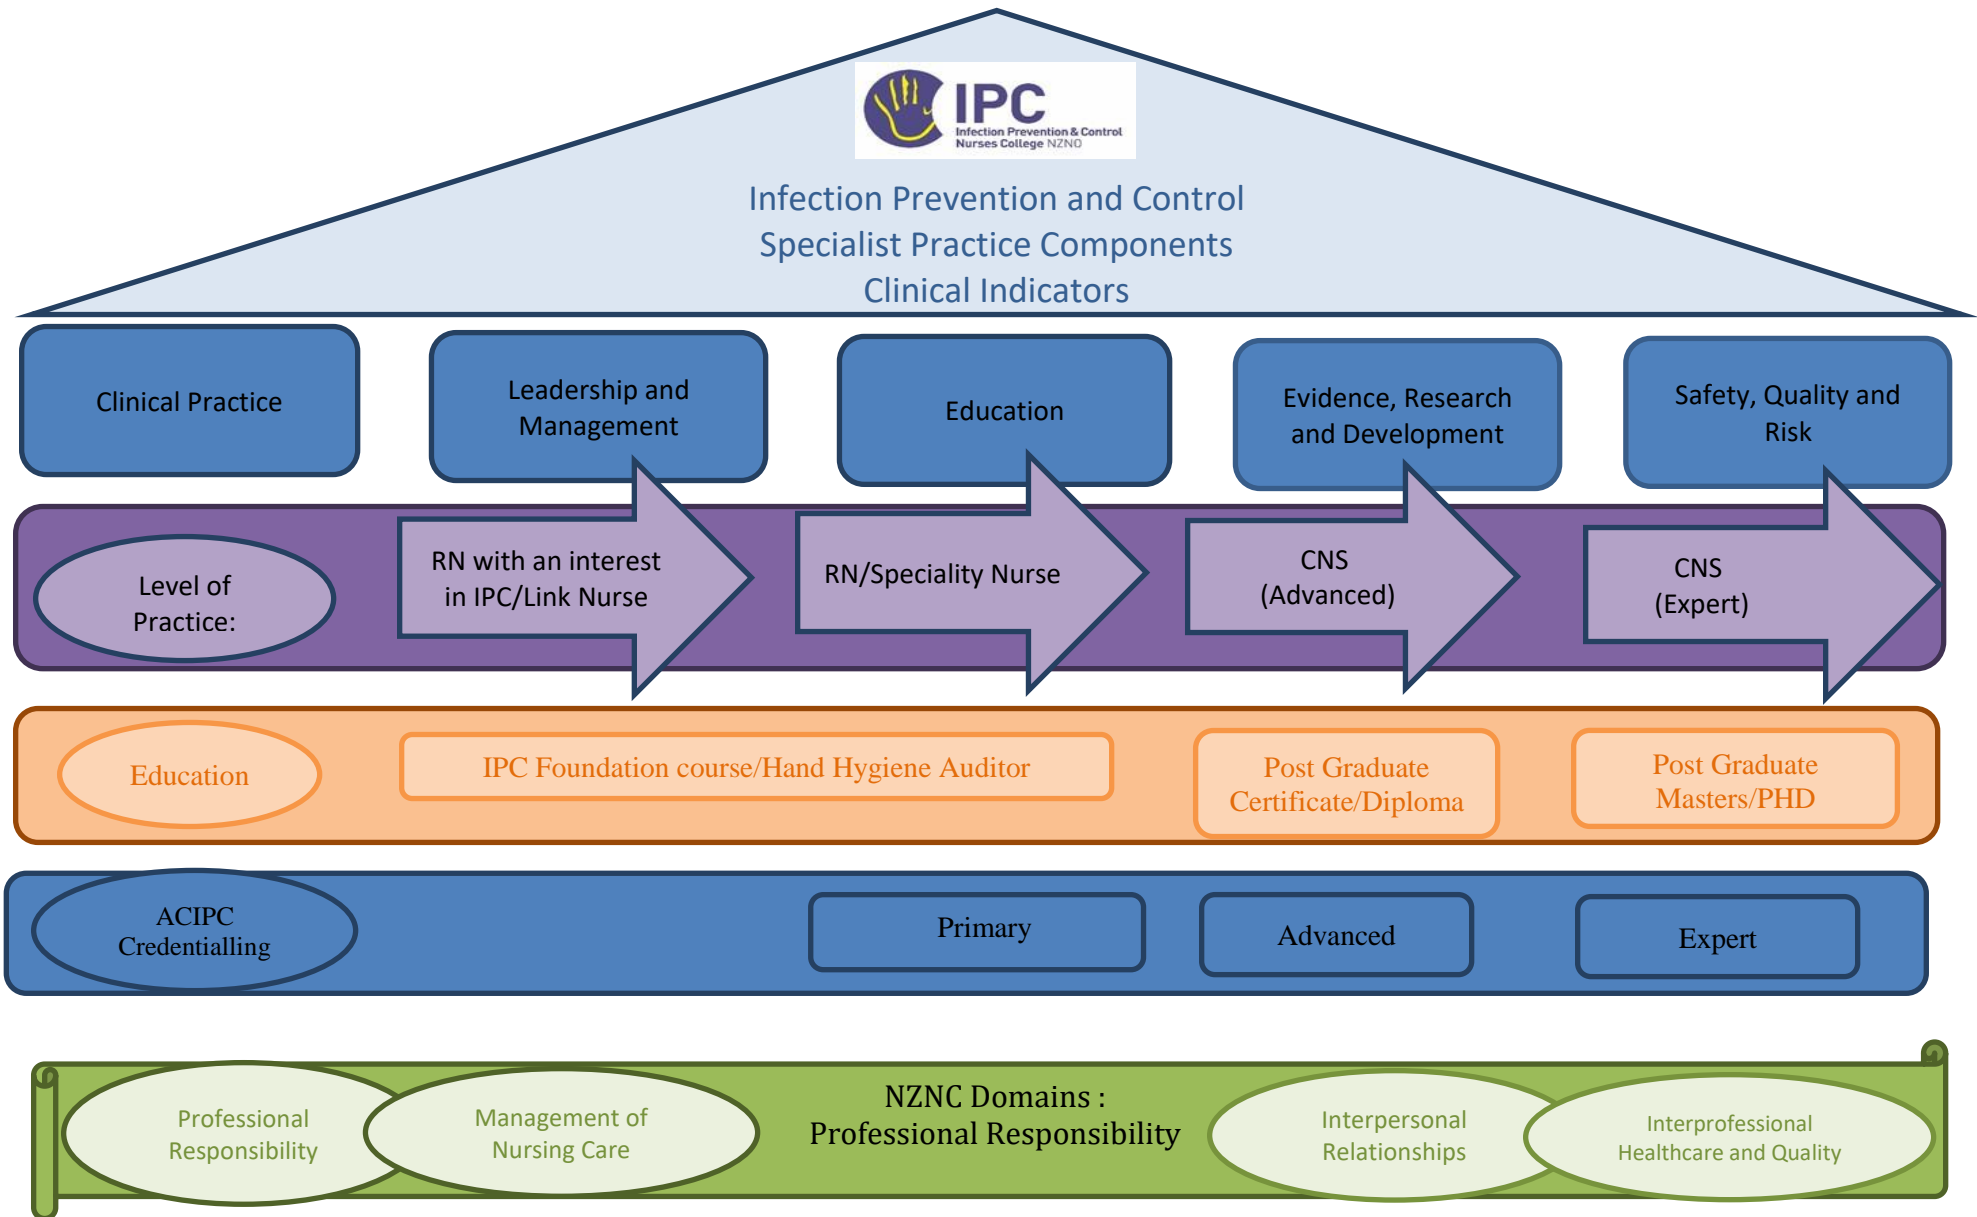 IPC
Infection Prevention & Control
Nurses College NZNO
Infection Prevention and Control
Specialist Practice Components
Clinical Indicators
Clinical Practice
Leadership and
Management
Education
Evidence, Research
and Development
Safety, Quality and
Risk
Level of
Practice:
RN with an interest
in IPC/Link Nurse
RN/Speciality Nurse
CNS
(Advanced)
CNS
(Expert)
Education
IPC Foundation course/Hand Hygiene Auditor
Post Graduate
Certificate/Diploma
Post Graduate
Masters/PHD
ACIPC
Credentialling
Primary
Advanced
Expert
Professional
Responsibility
Management of
Nursing Care
NZNC Domains :
Professional Responsibility
Interpersonal
Relationships
Interprofessional
Healthcare and Quality